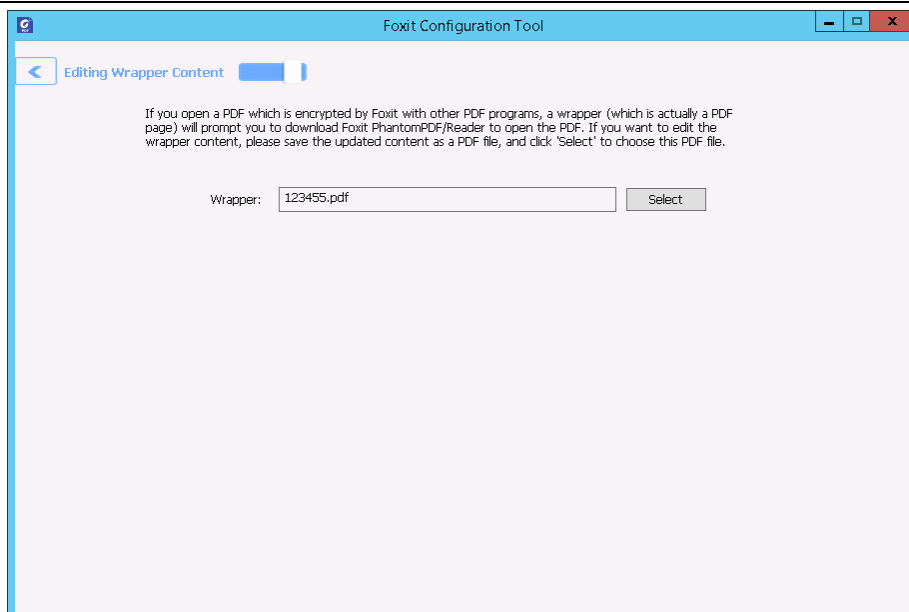 Foxit Configuration Tool
Editing Wrapper Content
If you open a PDF which is encrypted by Foxit with other PDF programs, a wrapper (which is actually a PDF
page) will prompt you to download Foxit PhantomPDF/Reader to open the PDF. If you want to edit the
wrapper content, please save the updated content as a PDF file, and click 'Select' to choose this PDF file.
Wrapper: 123455.pdf Select